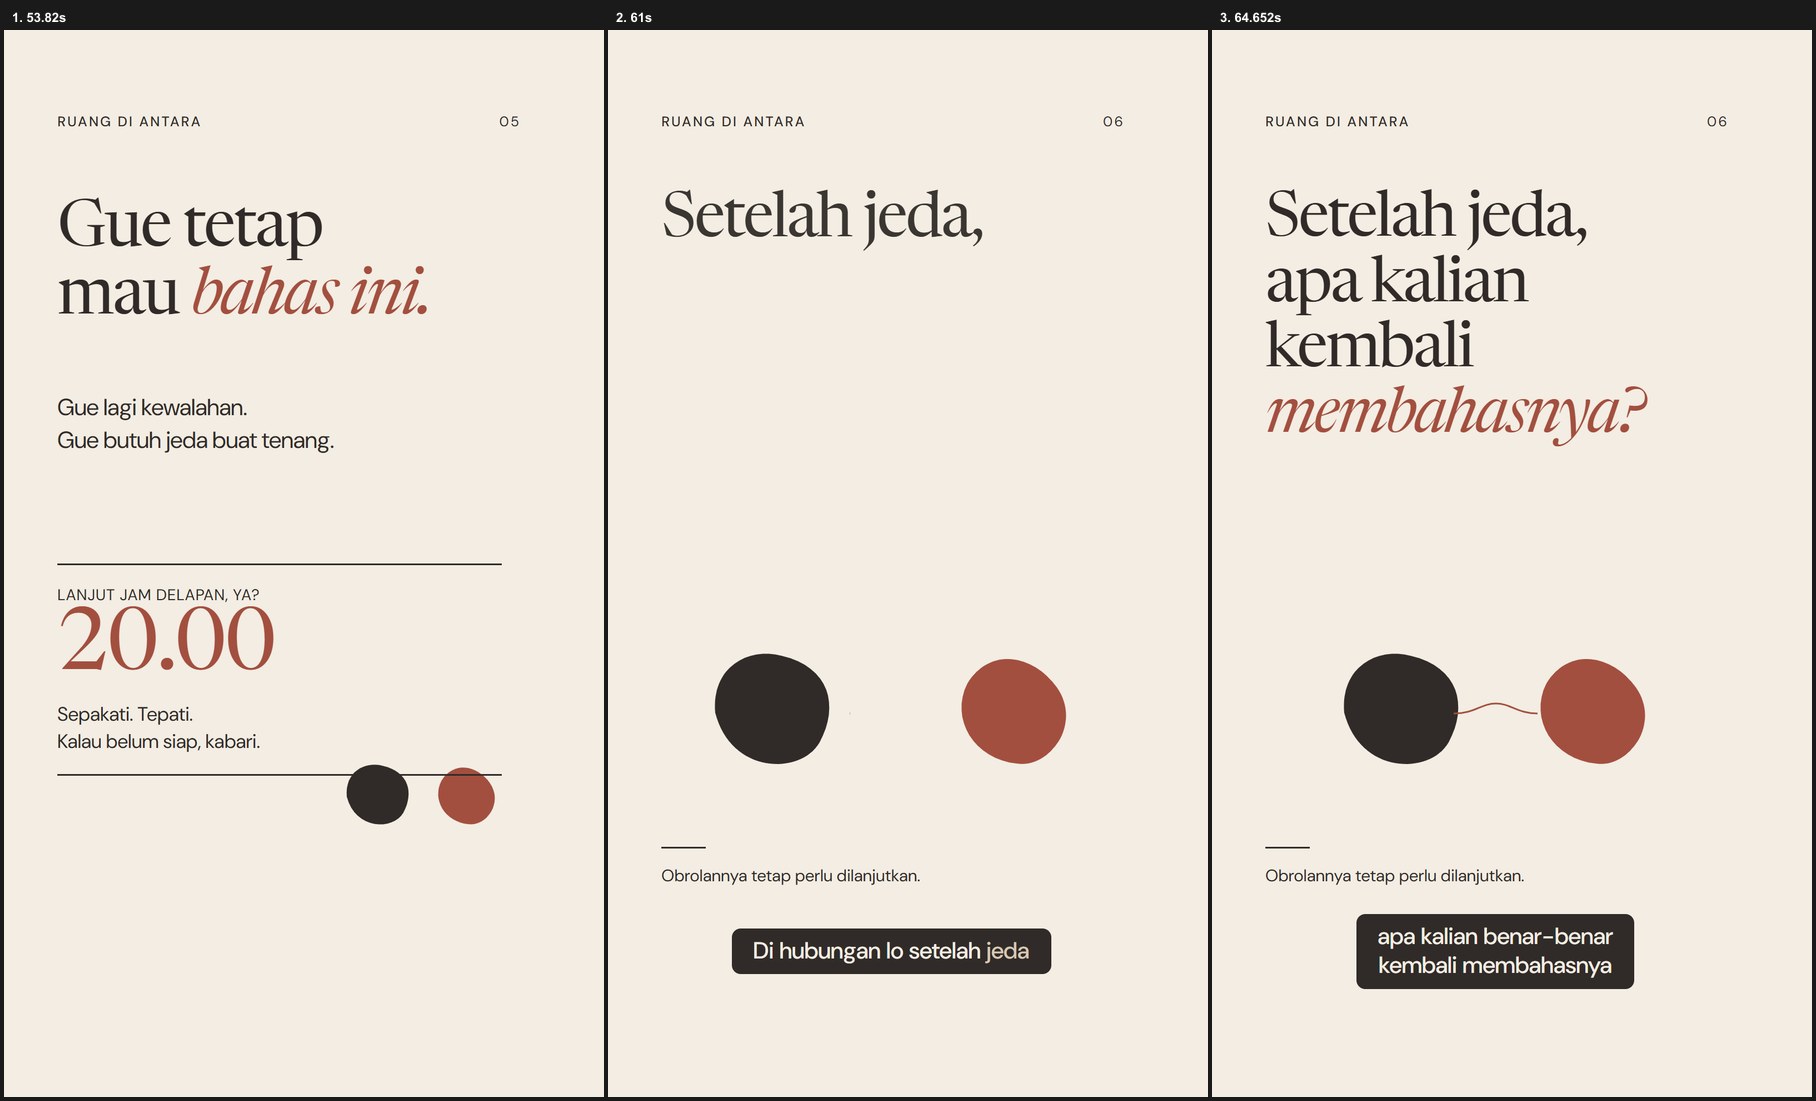 1. 53.82s
RUANG DI ANTARA
05
Gue tetap
mau bahas ini.
Gue lagi kewalahan.
Gue butuh jeda buat tenang.
LANJUT JAM DELAPAN, YA?
20.00
Sepakati. Tepati.
Kalau belum siap, kabari.
2. 61s
RUANG DI ANTARA
06
Setelah jeda,
Obrolannya tetap perlu dilanjutkan.
Di hubungan lo setelah jeda
3. 64.652s
RUANG DI ANTARA
06
Setelah jeda,
apa kalian
kembali
membahasnya?
Obrolannya tetap perlu dilanjutkan.
apa kalian benar-benar
kembali membahasnya